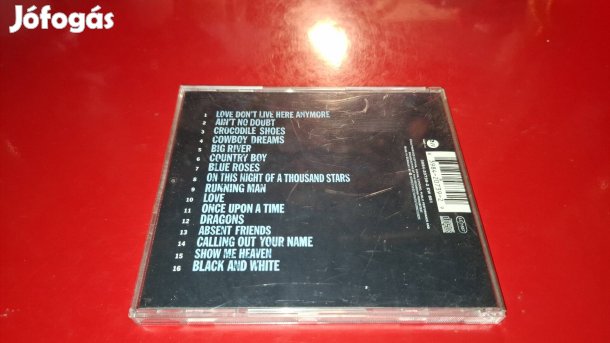 Jófogás
1 LOVE DON'T LIVE HERE ANYMORE
2 AIN'T NO DOUBT
3 CROCODILE SHOES
4 COWBOY DREAMS
5 BIG RIVER
6 COUNTRY BOY
7 BLUE ROSES
8 ON THIS NIGHT OF A THOUSAND STARS
9 RUNNING MAN
10 LOVE
11 ONCE UPON A TIME
12 DRAGONS
13 ABSENT FRIENDS
14 CALLING OUT YOUR NAME
15 SHOW ME HEAVEN
16 BLACK AND WHITE